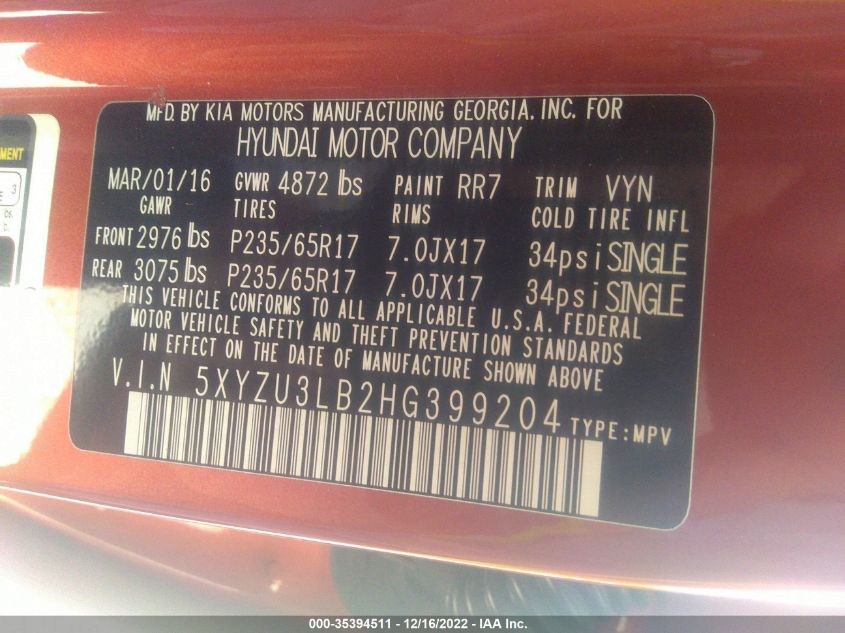 MFD. BY KIA MOTORS MANUFACTURING GEORGIA, INC. FOR
HYUNDAI MOTOR COMPANY
MAR/01/16 GVWR 4872 lbs PAINT RR7 TRIM VYN
GAWR TIRES RIMS COLD TIRE INFL
FRONT 2976 lbs P235/65R17 7.0JX17 34psi SINGLE
REAR 3075 lbs P235/65R17 7.0JX17 34psi SINGLE
THIS VEHICLE CONFORMS TO ALL APPLICABLE U.S.A. FEDERAL
MOTOR VEHICLE SAFETY AND THEFT PREVENTION STANDARDS
IN EFFECT ON THE DATE OF MANUFACTURE SHOWN ABOVE
V.I.N 5XYZU3LB2HG399204 TYPE:MPV
3
lbs.
000-35394511 - 12/16/2022 - IAA Inc.